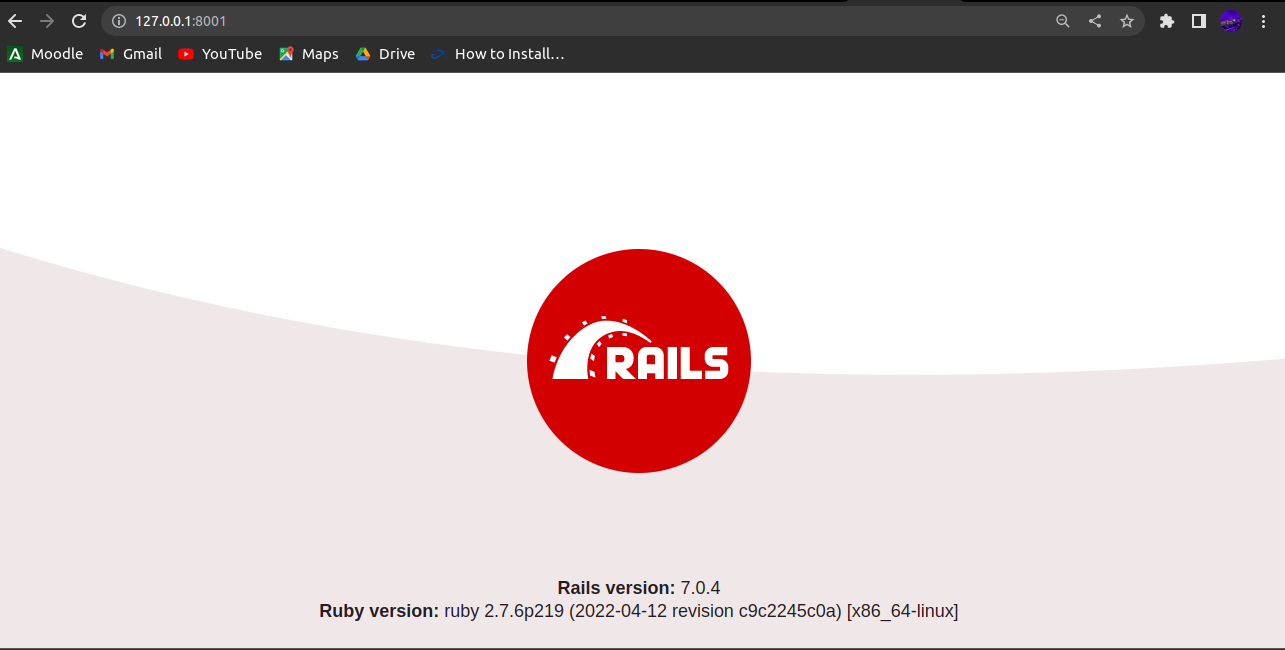 127.0.0.1:8001
Moodle Gmail YouTube Maps Drive How to Install…
RAILS
Rails version: 7.0.4
Ruby version: ruby 2.7.6p219 (2022-04-12 revision c9c2245c0a) [x86_64-linux]